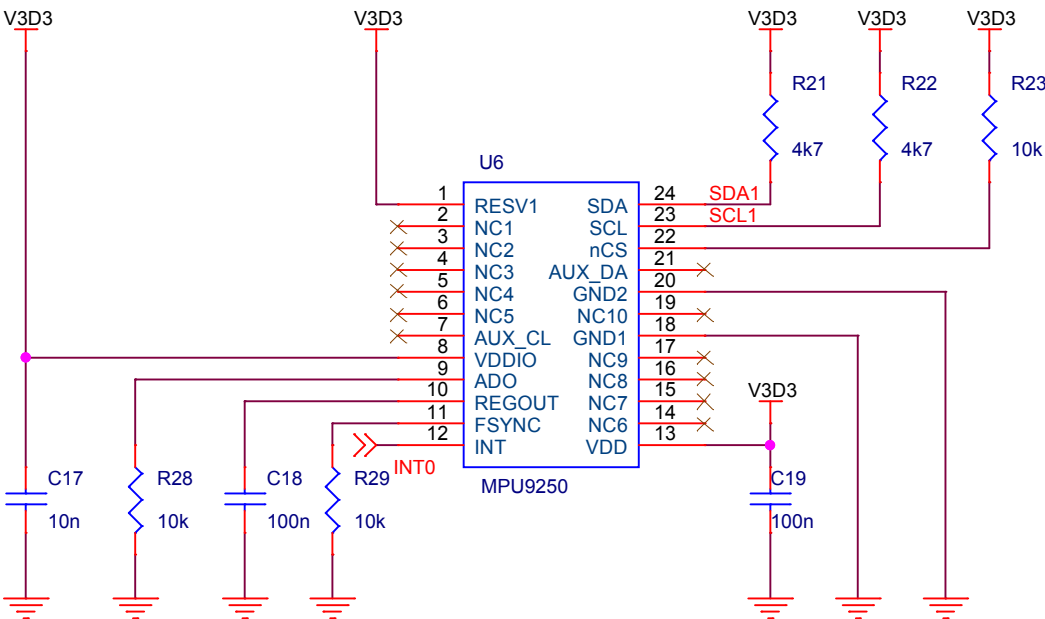 V3D3
V3D3
V3D3
V3D3
V3D3
R21
R22
R23
4k7
4k7
10k
U6
1
RESV1
2
NC1
3
NC2
4
NC3
5
NC4
6
NC5
7
AUX_CL
8
VDDIO
9
ADO
10
REGOUT
11
FSYNC
12
INT
INT0
24
SDA
SDA1
23
SCL
SCL1
22
nCS
21
AUX_DA
20
GND2
19
NC10
18
GND1
17
NC9
16
NC8
15
NC7
14
NC6
13
VDD
V3D3
MPU9250
C17
10n
R28
10k
C18
100n
R29
10k
C19
100n